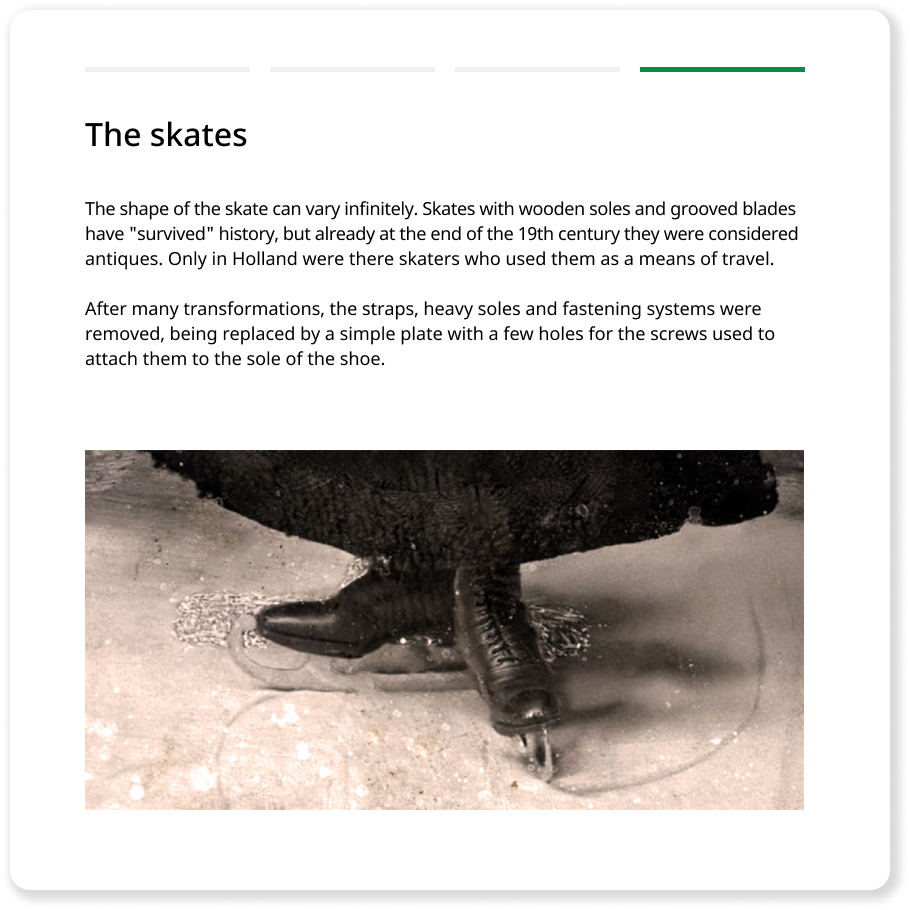 The skates
The shape of the skate can vary infinitely. Skates with wooden soles and grooved blades
have "survived" history, but already at the end of the 19th century they were considered
antiques. Only in Holland were there skaters who used them as a means of travel.
After many transformations, the straps, heavy soles and fastening systems were
removed, being replaced by a simple plate with a few holes for the screws used to
attach them to the sole of the shoe.